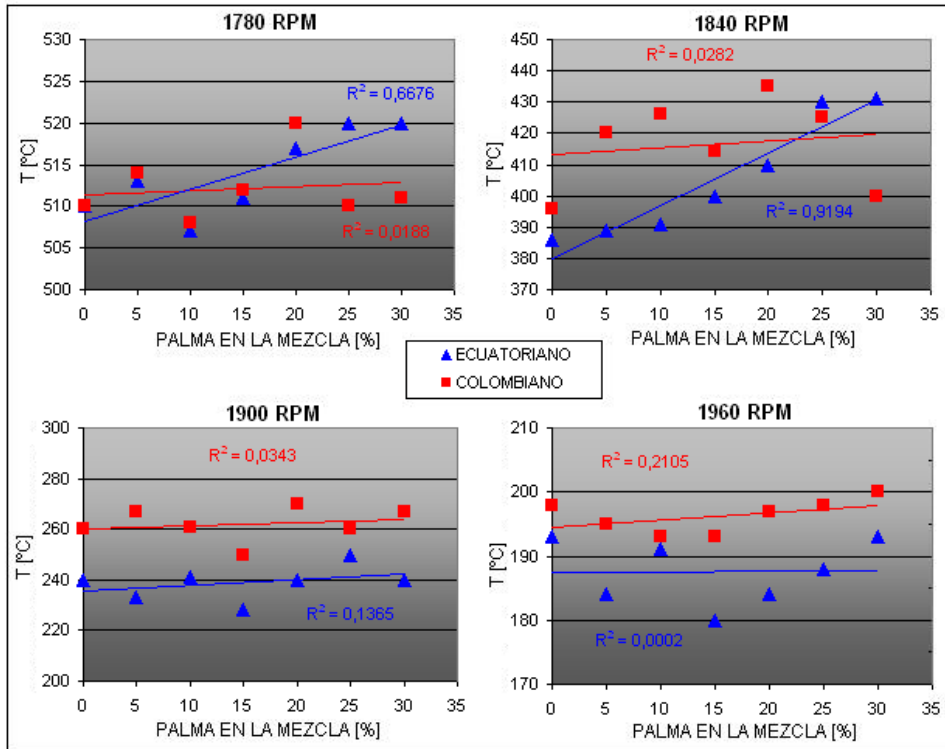 1780 RPM
530
525
520
515
510
505
500
T [ºC]
R² = 0,6676
R² = 0,0188
0 5 10 15 20 25 30 35
PALMA EN LA MEZCLA [%]
1840 RPM
450
440
430
420
410
400
390
380
370
T [ºC]
R² = 0,0282
R² = 0,9194
0 5 10 15 20 25 30 35
PALMA EN LA MEZCLA [%]
ECUATORIANO
COLOMBIANO
1900 RPM
300
280
260
240
220
200
T [ºC]
R² = 0,0343
R² = 0,1365
0 5 10 15 20 25 30 35
PALMA EN LA MEZCLA [%]
1960 RPM
210
200
190
180
170
T [ºC]
R² = 0,2105
R² = 0,0002
0 5 10 15 20 25 30 35
PALMA EN LA MEZCLA [%]